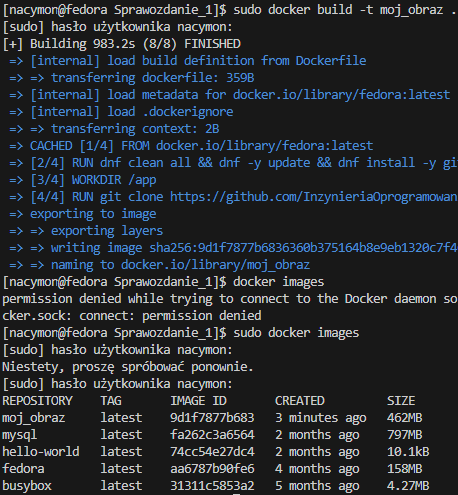 [nacymon@fedora Sprawozdanie_1]$ sudo docker build -t moj_obraz .
[sudo] hasło użytkownika nacymon:
[+] Building 983.2s (8/8) FINISHED
=> [internal] load build definition from Dockerfile
=> => transferring dockerfile: 359B
=> [internal] load metadata for docker.io/library/fedora:latest
=> [internal] load .dockerignore
=> => transferring context: 2B
=> CACHED [1/4] FROM docker.io/library/fedora:latest
=> [2/4] RUN dnf clean all && dnf -y update && dnf install -y gi
=> [3/4] WORKDIR /app
=> [4/4] RUN git clone https://github.com/InzynieriaOprogramowan
=> exporting to image
=> => exporting layers
=> => writing image sha256:9d1f7877b6836360b375164b8e9eb1320c7f4
=> => naming to docker.io/library/moj_obraz
[nacymon@fedora Sprawozdanie_1]$ docker images
permission denied while trying to connect to the Docker daemon so
cker.sock: connect: permission denied
[nacymon@fedora Sprawozdanie_1]$ sudo docker images
[sudo] hasło użytkownika nacymon:
Niestety, proszę spróbować ponownie.
[sudo] hasło użytkownika nacymon:
REPOSITORY TAG IMAGE ID CREATED SIZE
moj_obraz latest 9d1f7877b683 3 minutes ago 462MB
mysql latest fa262c3a6564 2 months ago 797MB
hello-world latest 74cc54e27dc4 2 months ago 10.1kB
fedora latest aa6787b90fe6 4 months ago 158MB
busybox latest 31311c5853a2 5 months ago 4.27MB